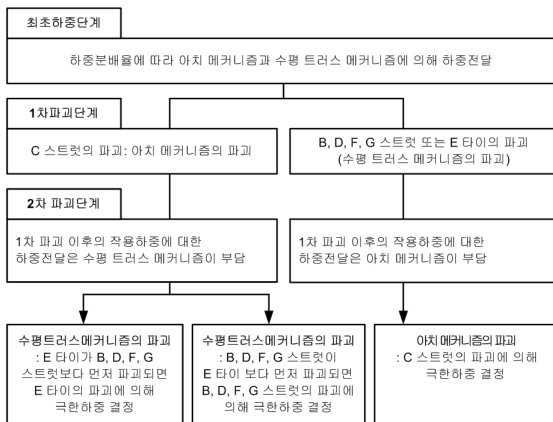 최초하중단계
하중분배율에 따라 아치 메커니즘과 수평 트러스 메커니즘에 의해 하중전달
1차파괴단계
C 스트럿의 파괴: 아치 메커니즘의 파괴
B, D, F, G 스트럿 또는 E 타이의 파괴
(수평 트러스 메커니즘의 파괴)
2차 파괴단계
1차 파괴 이후의 작용하중에 대한
하중전달은 수평 트러스 메커니즘이 부담
1차 파괴 이후의 작용하중에 대한
하중전달은 아치 메커니즘이 부담
수평트러스메커니즘의 파괴
: E 타이가 B, D, F, G
스트럿보다 먼저 파괴되면
E 타이의 파괴에 의해
극한하중 결정
수평트러스메커니즘의 파괴
: B, D, F, G 스트럿이
E 타이 보다 먼저 파괴되면
B, D, F, G 스트럿의 파괴에
의해 극한하중 결정
아치 메커니즘의 파괴
: C 스트럿의 파괴에 의해
극한하중 결정